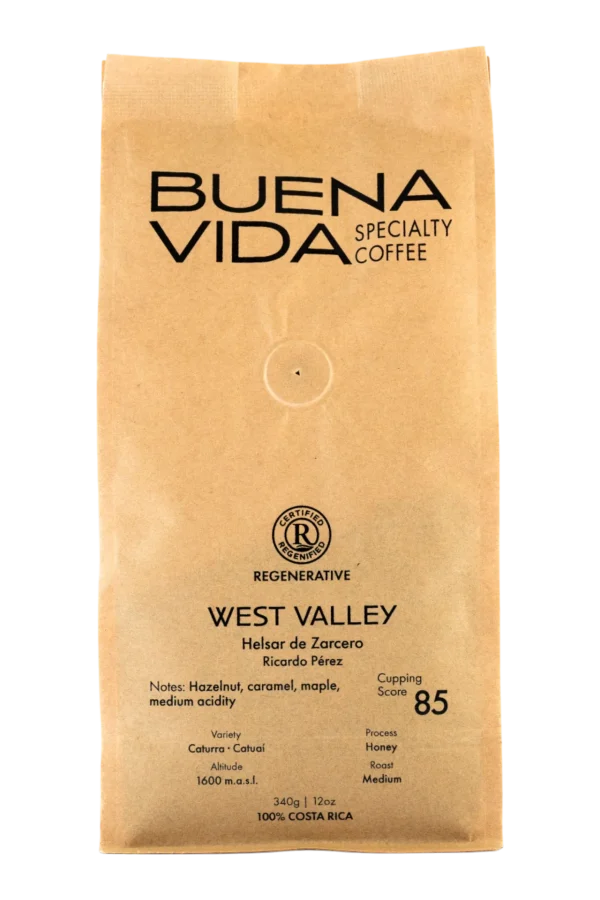 BUENA
VIDA SPECIALTY
COFFEE
CERTIFIED
R
REGENIFIED
REGENERATIVE
WEST VALLEY
Helsar de Zarcero
Ricardo Pérez
Notes: Hazelnut, caramel, maple,
medium acidity
Cupping
Score 85
Variety
Caturra · Catuai
Process
Honey
Altitude
1600 m.a.s.l.
Roast
Medium
340g | 12oz
100% COSTA RICA